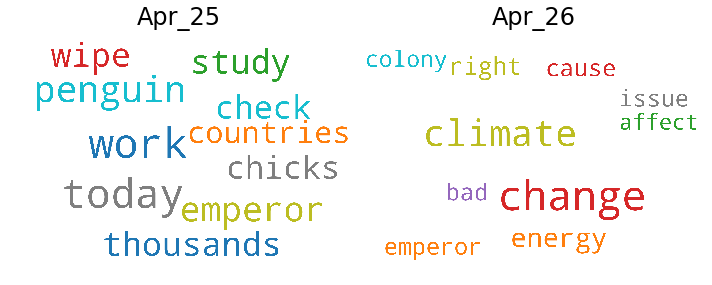 Apr_25
wipe
study
penguin
check
countries
work
chicks
today
emperor
thousands
Apr_26
colony
right
cause
issue
affect
climate
bad
change
energy
emperor